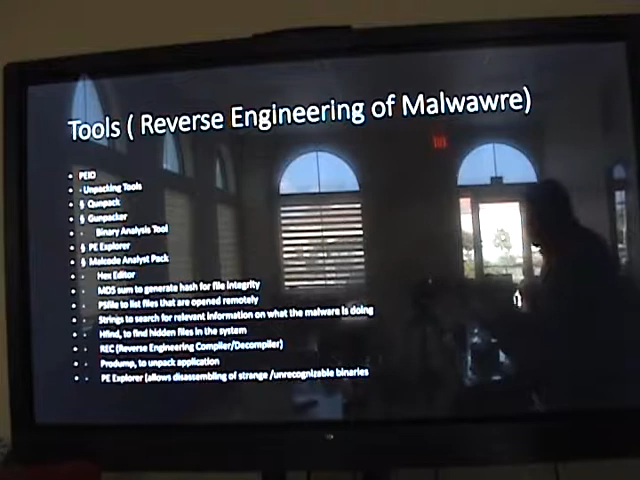 Tools ( Reverse Engineering of Malwawre)
• PEID
• - Unpacking Tools
• § Qunpack
• § Gunpacker
• Binary Analysis Tool
• § PE Explorer
• § Malcode Analyst Pack
• - Hex Editor
• - MD5 sum to generate hash for file integrity
• - PSfile to list files that are opened remotely
• - Strings to search for relevant information on what the malware is doing
• - Hfind, to find hidden files in the system
• - REC (Reverse Engineering Compiler/Decompiler)
• - Procdump, to unpack application
• - PE Explorer (allows disassembling of strange /unrecognizable binaries